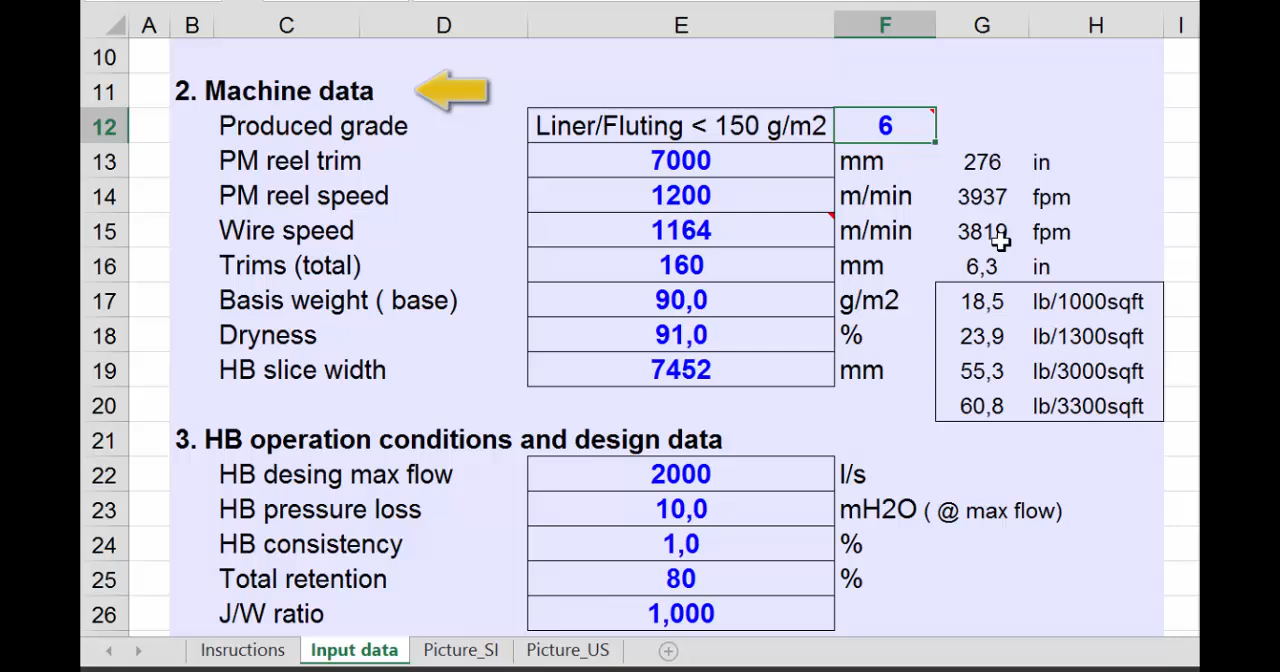 A B C D E F G H I
10
11 2. Machine data
12 Produced grade Liner/Fluting < 150 g/m2 6
13 PM reel trim 7000 mm 276 in
14 PM reel speed 1200 m/min 3937 fpm
15 Wire speed 1164 m/min 3819 fpm
16 Trims (total) 160 mm 6,3 in
17 Basis weight ( base) 90,0 g/m2 18,5 lb/1000sqft
18 Dryness 91,0 % 23,9 lb/1300sqft
19 HB slice width 7452 mm 55,3 lb/3000sqft
20 60,8 lb/3300sqft
21 3. HB operation conditions and design data
22 HB desing max flow 2000 l/s
23 HB pressure loss 10,0 mH2O ( @ max flow)
24 HB consistency 1,0 %
25 Total retention 80 %
26 J/W ratio 1,000
Insructions Input data Picture_SI Picture_US